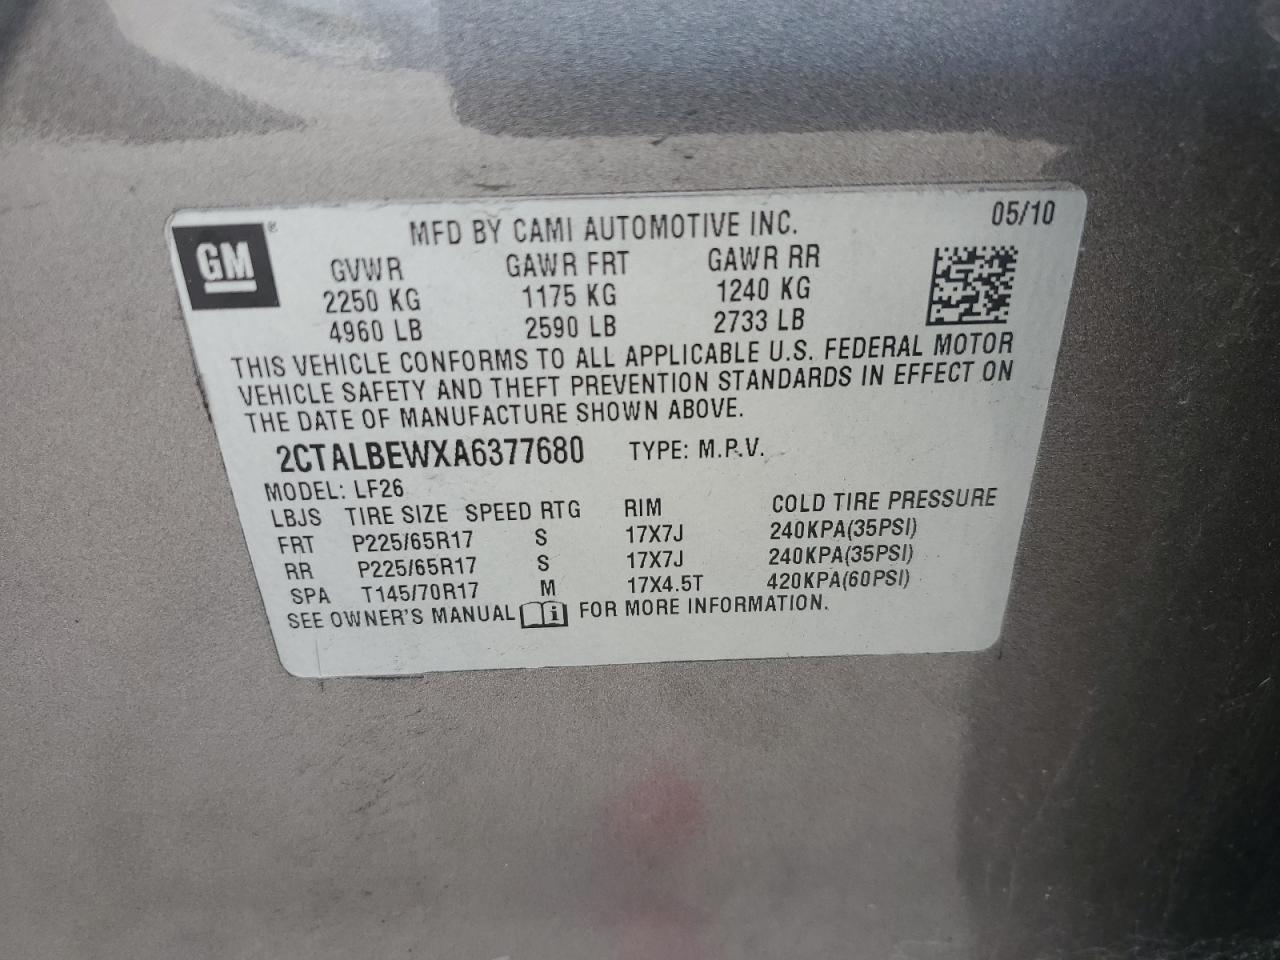 GM®
MFD BY CAMI AUTOMOTIVE INC. 05/10
GVWR GAWR FRT GAWR RR
2250 KG 1175 KG 1240 KG
4960 LB 2590 LB 2733 LB
THIS VEHICLE CONFORMS TO ALL APPLICABLE U.S. FEDERAL MOTOR
VEHICLE SAFETY AND THEFT PREVENTION STANDARDS IN EFFECT ON
THE DATE OF MANUFACTURE SHOWN ABOVE.
2CTALBEWXA6377680 TYPE: M.P.V.
MODEL: LF26
LBJS TIRE SIZE SPEED RTG RIM COLD TIRE PRESSURE
FRT P225/65R17 S 17X7J 240KPA(35PSI)
RR P225/65R17 S 17X7J 240KPA(35PSI)
SPA T145/70R17 M 17X4.5T 420KPA(60PSI)
SEE OWNER'S MANUAL i FOR MORE INFORMATION.